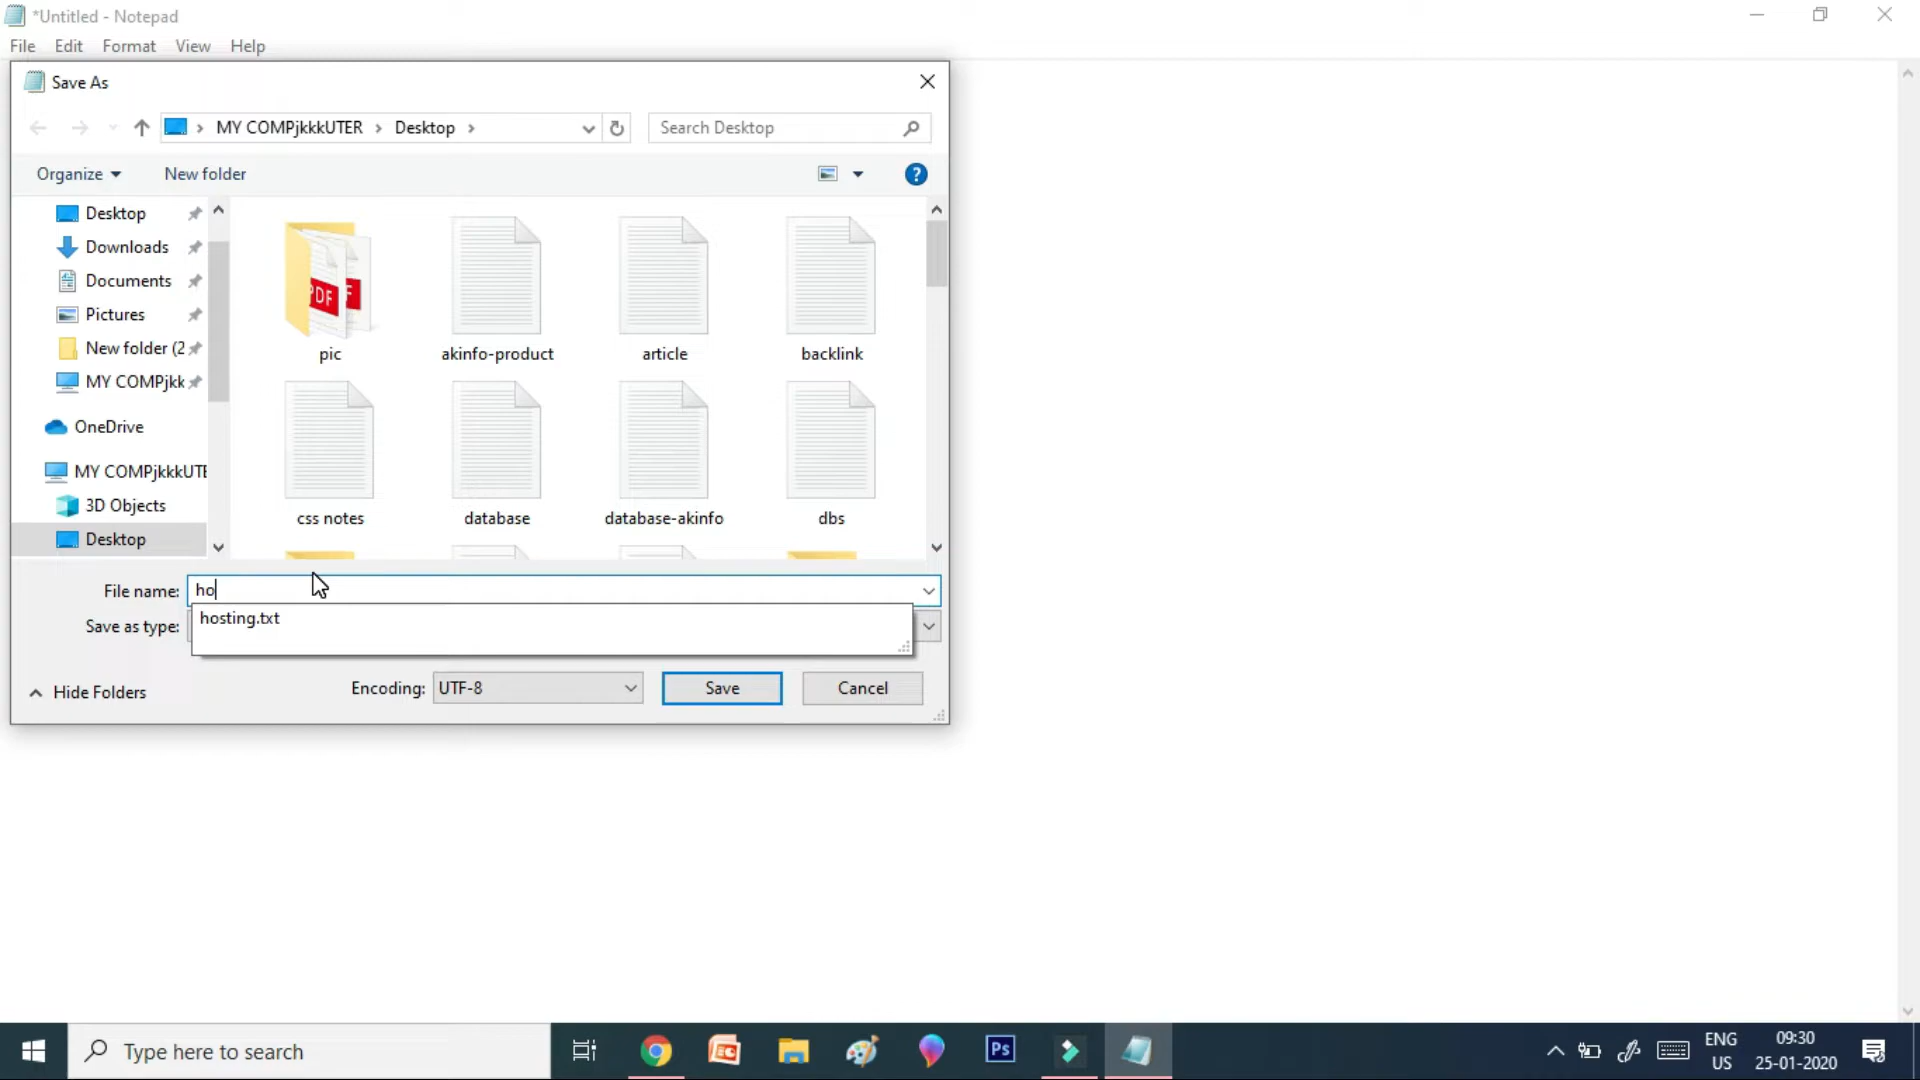 *Untitled - Notepad
File Edit Format View Help
Save As
MY COMPjkkkUTER Desktop
Search Desktop
Organize New folder
?
Desktop
Downloads
Documents
Pictures
New folder (2
MY COMPjkk
OneDrive
MY COMPjkkkUTE
3D Objects
Desktop
PDF
pic akinfo-product article backlink
css notes database database-akinfo dbs
File name: ho
hosting.txt
Save as type:
Hide Folders Encoding: UTF-8 Save Cancel
Type here to search
Ps
ENG
US
09:30
25-01-2020